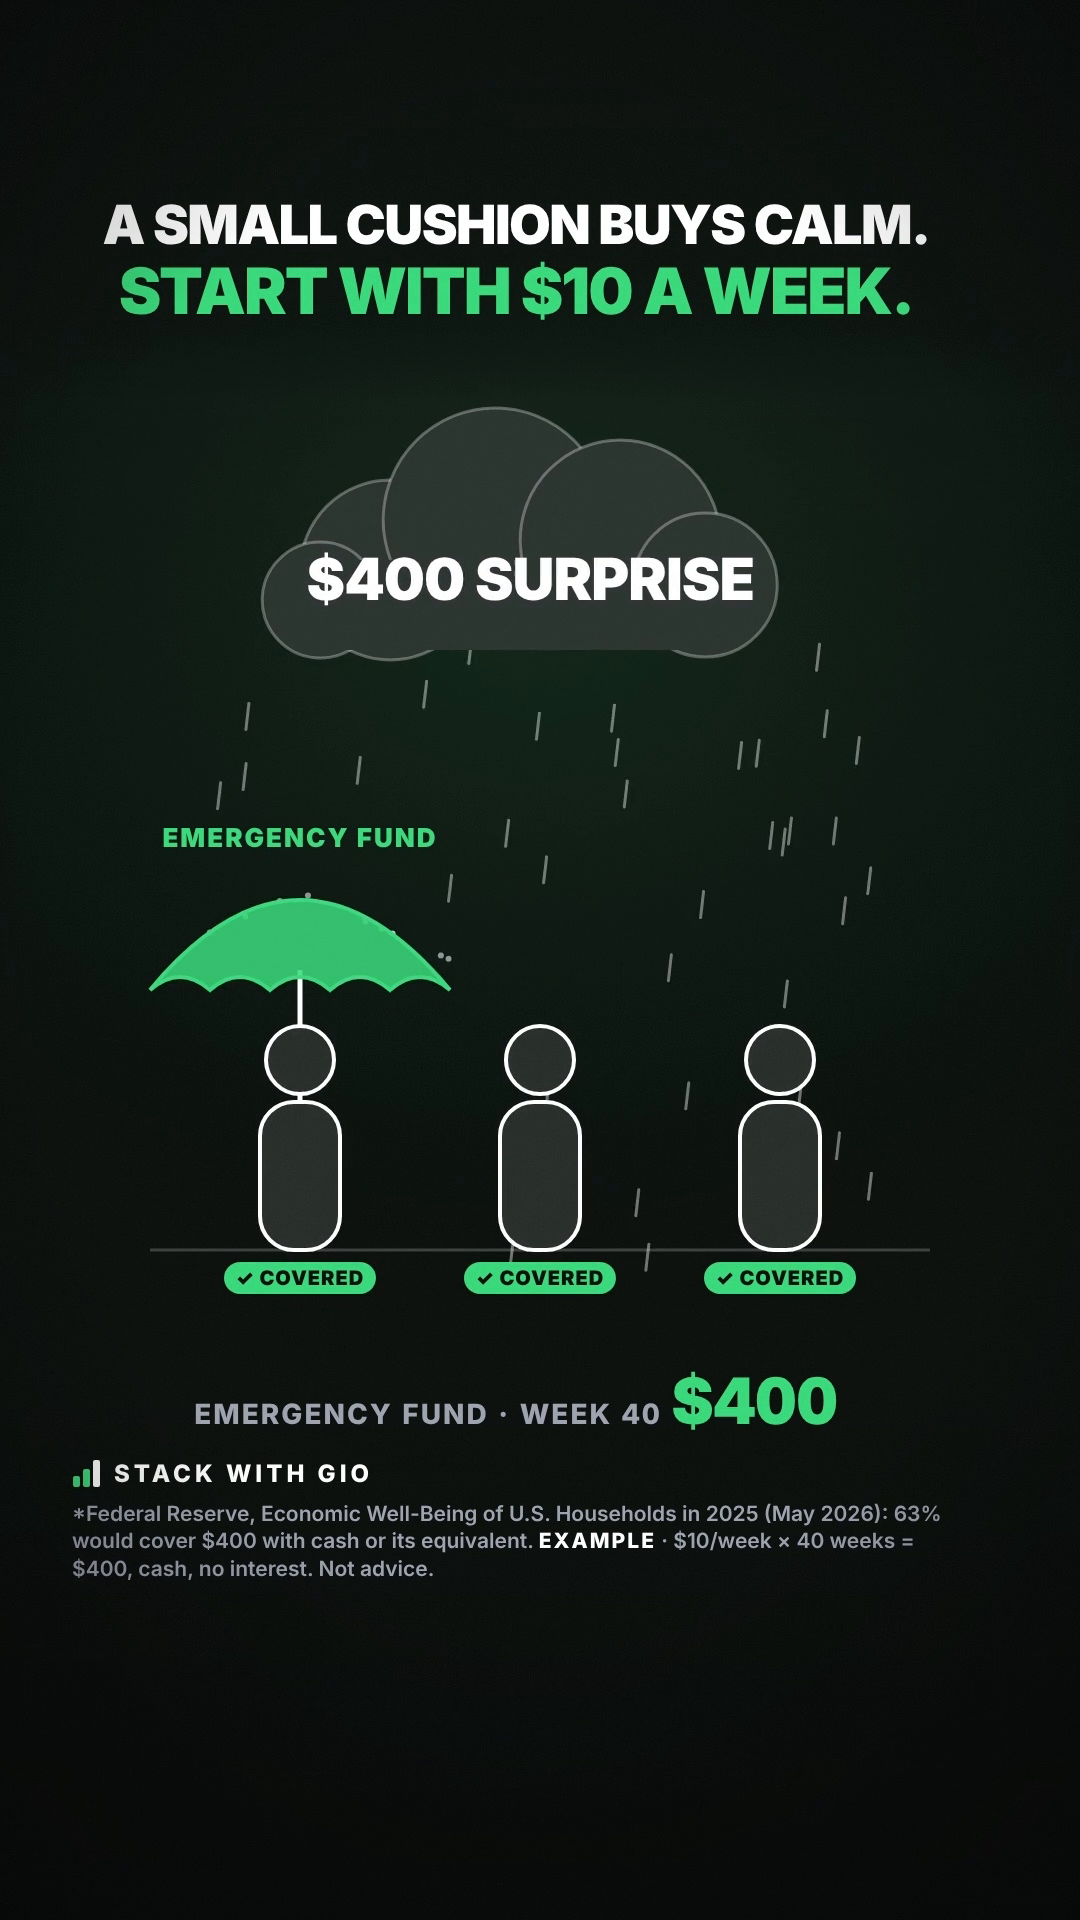 A SMALL CUSHION BUYS CALM.
START WITH $10 A WEEK.
$400 SURPRISE
EMERGENCY FUND
✓ COVERED
✓ COVERED
✓ COVERED
EMERGENCY FUND · WEEK 40 $400
STACK WITH GIO
*Federal Reserve, Economic Well-Being of U.S. Households in 2025 (May 2026): 63%
would cover $400 with cash or its equivalent. EXAMPLE · $10/week × 40 weeks =
$400, cash, no interest. Not advice.